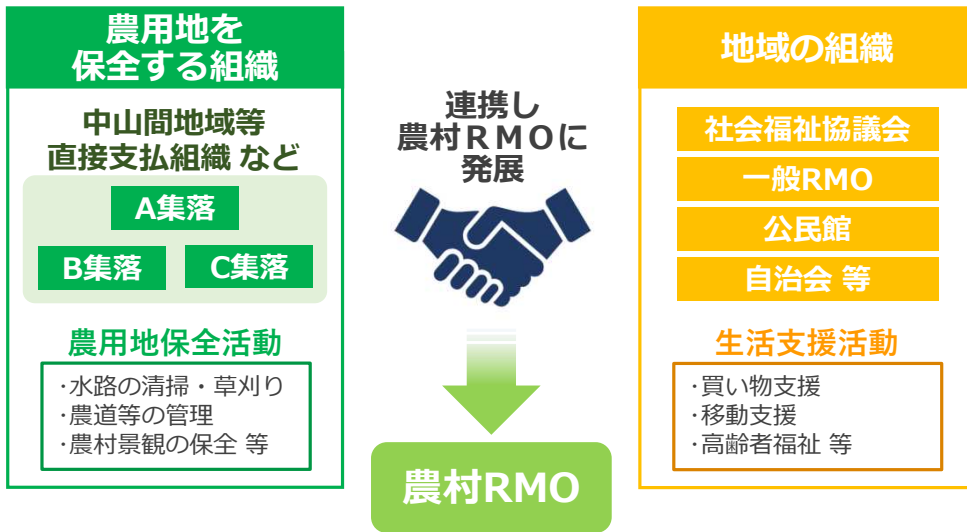 農用地を
保全する組織
中山間地域等
直接支払組織 など
A集落
B集落
C集落
農用地保全活動
･水路の清掃・草刈り
･農道等の管理
･農村景観の保全 等
連携し
農村ＲＭＯに
発展
農村RMO
地域の組織
社会福祉協議会
一般RMO
公民館
自治会 等
生活支援活動
･買い物支援
･移動支援
･高齢者福祉 等